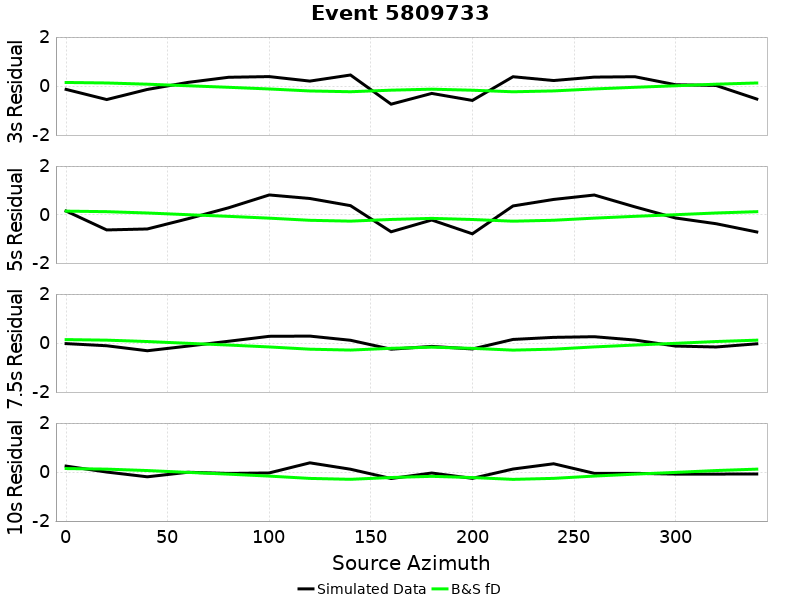 Event 5809733
3s Residual
2
0
-2
5s Residual
2
0
-2
7.5s Residual
2
0
-2
10s Residual
2
0
-2
0 50 100 150 200 250 300
Source Azimuth
Simulated Data B&S fD